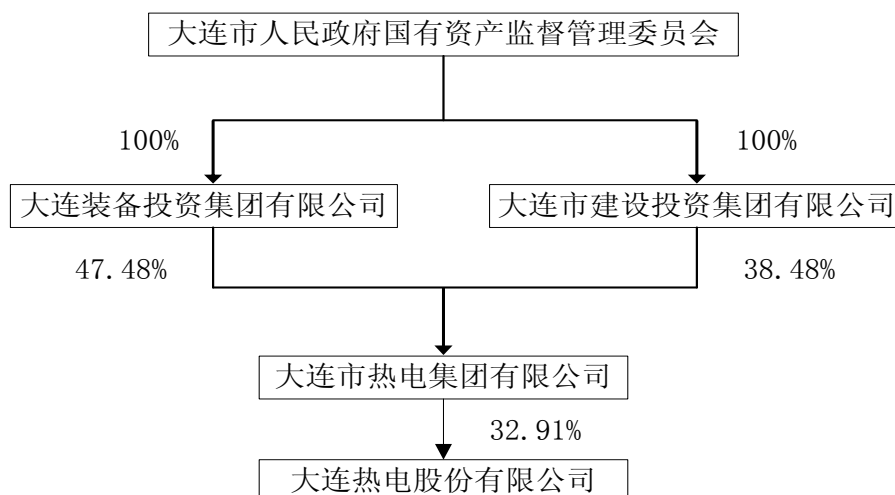 大连市人民政府国有资产监督管理委员会
100%
100%
大连装备投资集团有限公司
大连市建设投资集团有限公司
47.48%
38.48%
大连市热电集团有限公司
32.91%
大连热电股份有限公司